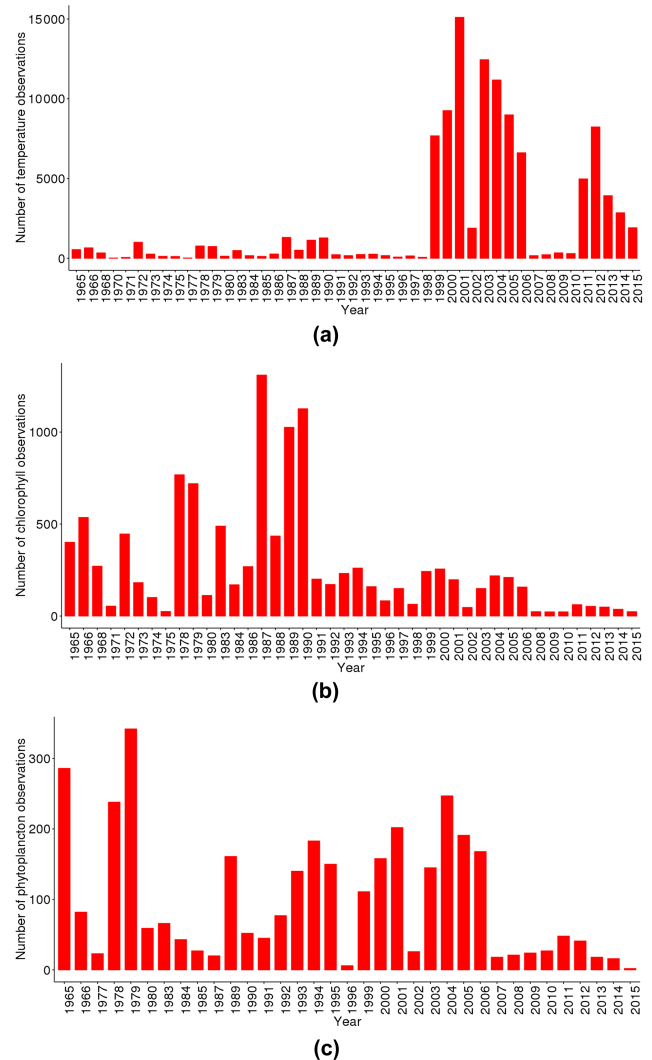 Number of temperature observations
15000
10000
5000
0
1965 1966 1968 1970 1971 1972 1973 1974 1975 1977 1978 1979 1980 1983 1984 1985 1986 1987 1988 1989 1990 1991 1992 1993 1994 1995 1996 1997 1998 1999 2000 2001 2002 2003 2004 2005 2006 2007 2008 2009 2010 2011 2012 2013 2014 2015
Year
(a)
Number of chlorophyll observations
1000
500
0
1965 1966 1968 1971 1972 1973 1974 1975 1978 1979 1980 1983 1984 1986 1987 1988 1989 1990 1991 1992 1993 1994 1995 1996 1997 1998 1999 2000 2001 2002 2003 2004 2005 2006 2008 2009 2010 2011 2012 2013 2014 2015
Year
(b)
Number of phytoplancton observations
300
200
100
0
1965 1966 1977 1978 1979 1980 1983 1984 1985 1987 1989 1990 1991 1992 1993 1994 1995 1996 1999 2000 2001 2002 2003 2004 2005 2006 2007 2008 2009 2010 2011 2012 2013 2014 2015
Year
(c)